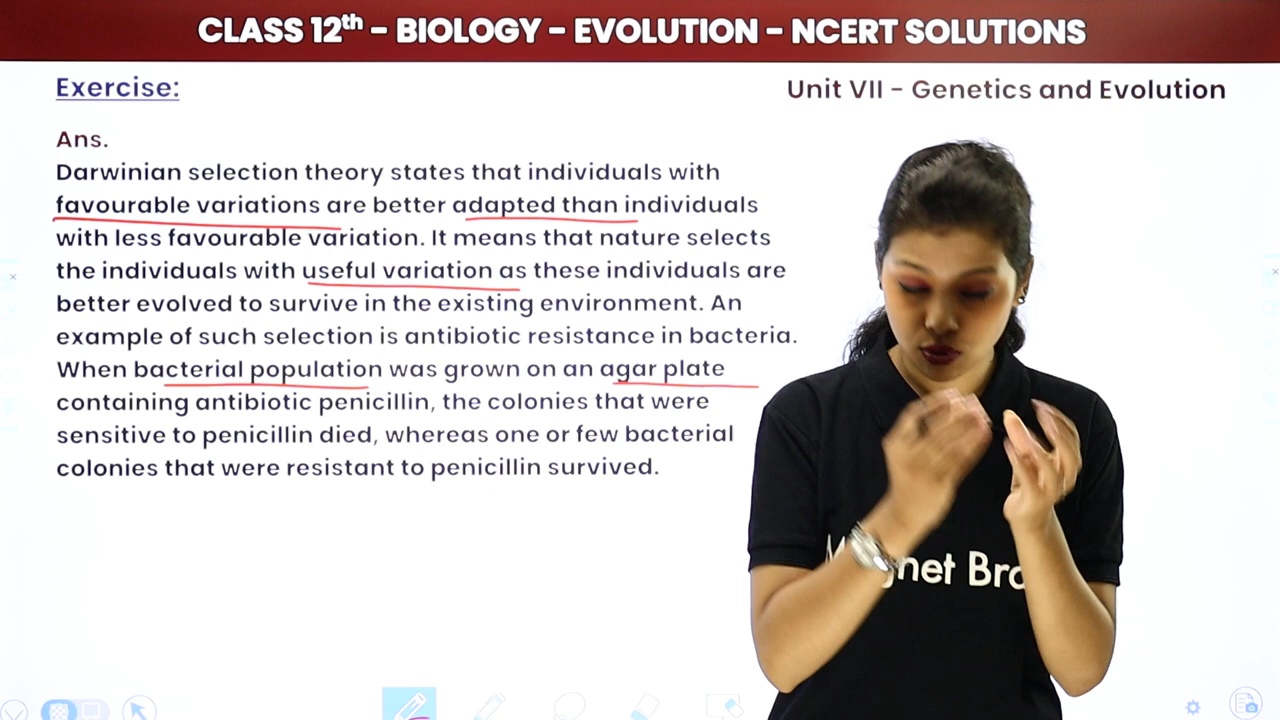 CLASS 12th – BIOLOGY – EVOLUTION – NCERT SOLUTIONS
Exercise:
Unit VII – Genetics and Evolution
Ans.
Darwinian selection theory states that individuals with
favourable variations are better adapted than individuals
with less favourable variation. It means that nature selects
the individuals with useful variation as these individuals are
better evolved to survive in the existing environment. An
example of such selection is antibiotic resistance in bacteria.
When bacterial population was grown on an agar plate
containing antibiotic penicillin, the colonies that were
sensitive to penicillin died, whereas one or few bacterial
colonies that were resistant to penicillin survived.